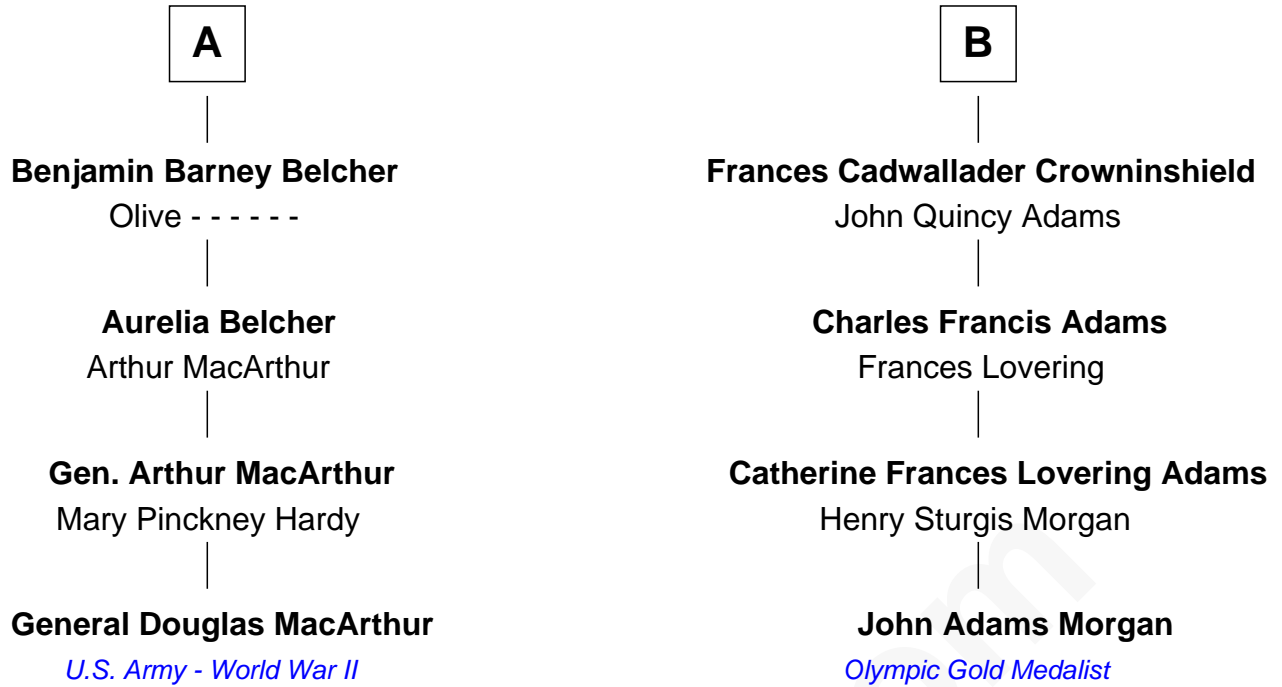 A
Benjamin Barney Belcher
Olive - - - - - -
Aurelia Belcher
Arthur MacArthur
Gen. Arthur MacArthur
Mary Pinckney Hardy
General Douglas MacArthur
U.S. Army - World War II
B
Frances Cadwallader Crowninshield
John Quincy Adams
Charles Francis Adams
Frances Lovering
Catherine Frances Lovering Adams
Henry Sturgis Morgan
John Adams Morgan
Olympic Gold Medalist